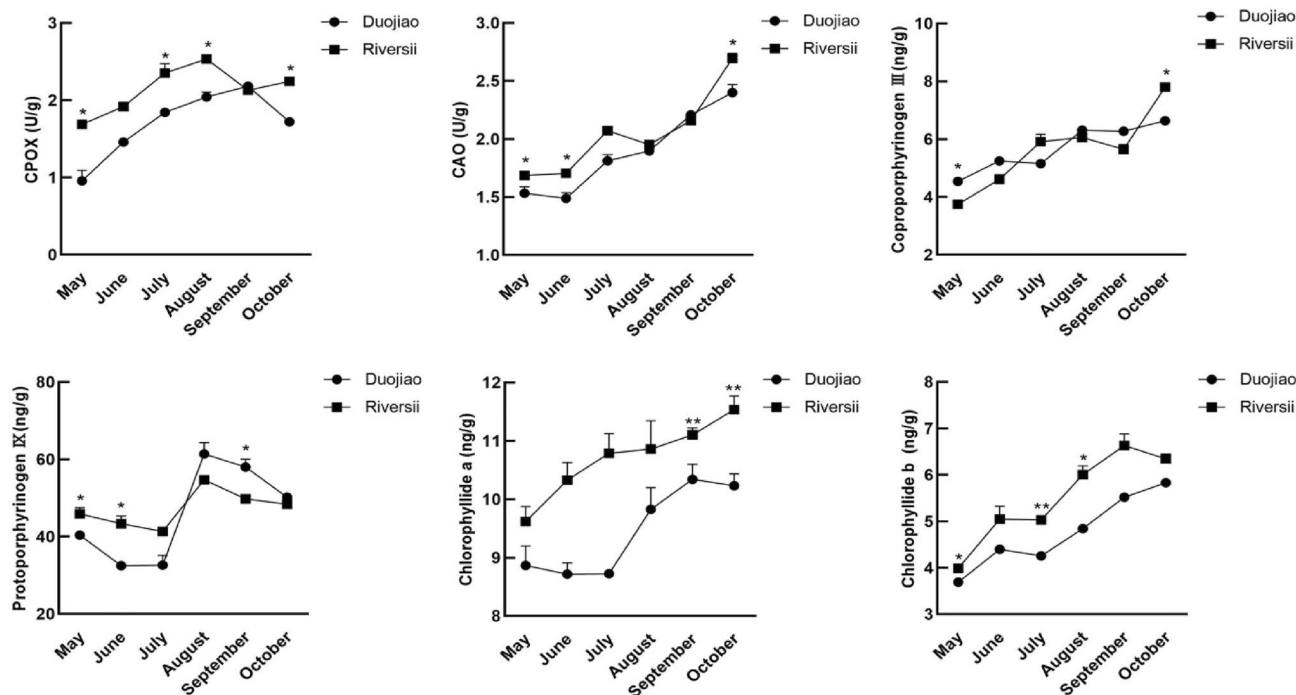 Duojiao
Riversii
CPOX (U/g)
3
2
1
0
*
*
*
*
May
June
July
August
September
October
Duojiao
Riversii
CAO (U/g)
3.0
2.5
2.0
1.5
1.0
*
*
*
May
June
July
August
September
October
Duojiao
Riversii
Coproporphyrinogen Ⅲ(ng/g)
10
8
6
4
2
*
*
May
June
July
August
September
October
Duojiao
Riversii
Protoporphyrinogen Ⅸ(ng/g)
80
60
40
20
*
*
*
May
June
July
August
September
October
Duojiao
Riversii
Chlorophyllide a (ng/g)
12
11
10
9
8
**
**
May
June
July
August
September
October
Duojiao
Riversii
Chlorophyllide b (ng/g)
8
7
6
5
4
3
*
**
*
May
June
July
August
September
October